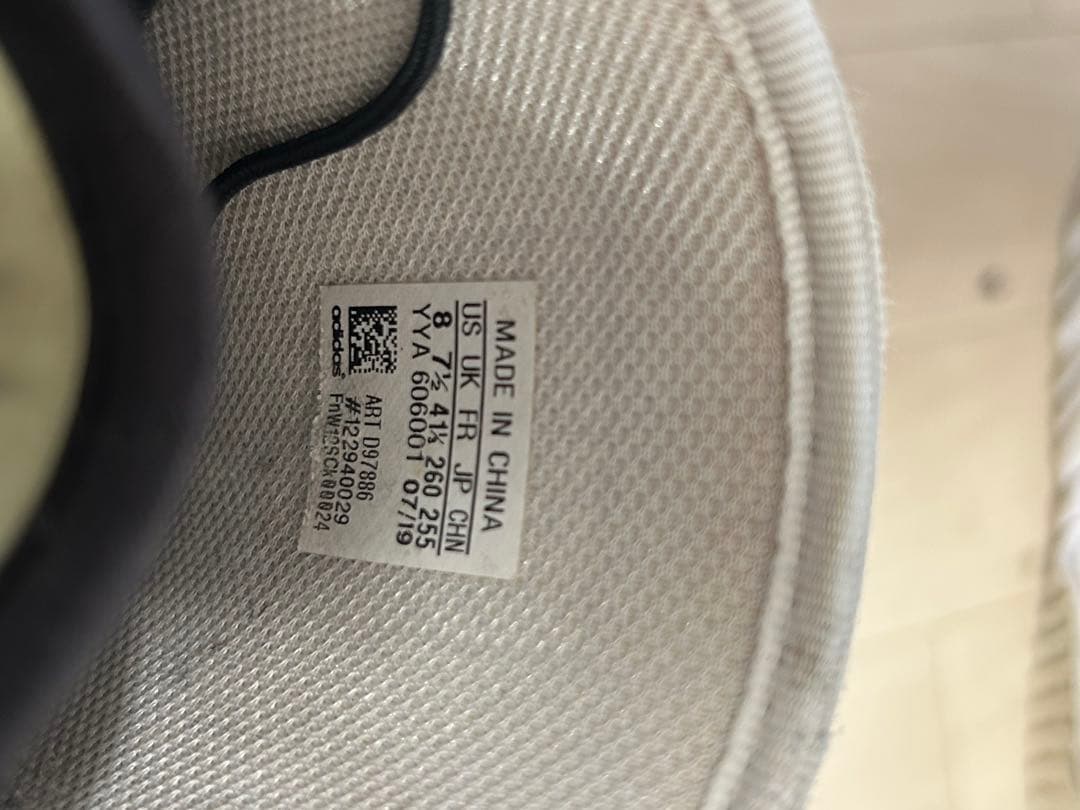 MADE IN CHINA
US UK FR JP CHN
8 7½ 41⅓ 260 255
YYA 606001 07/19
adidas
ART D97886
#122940029